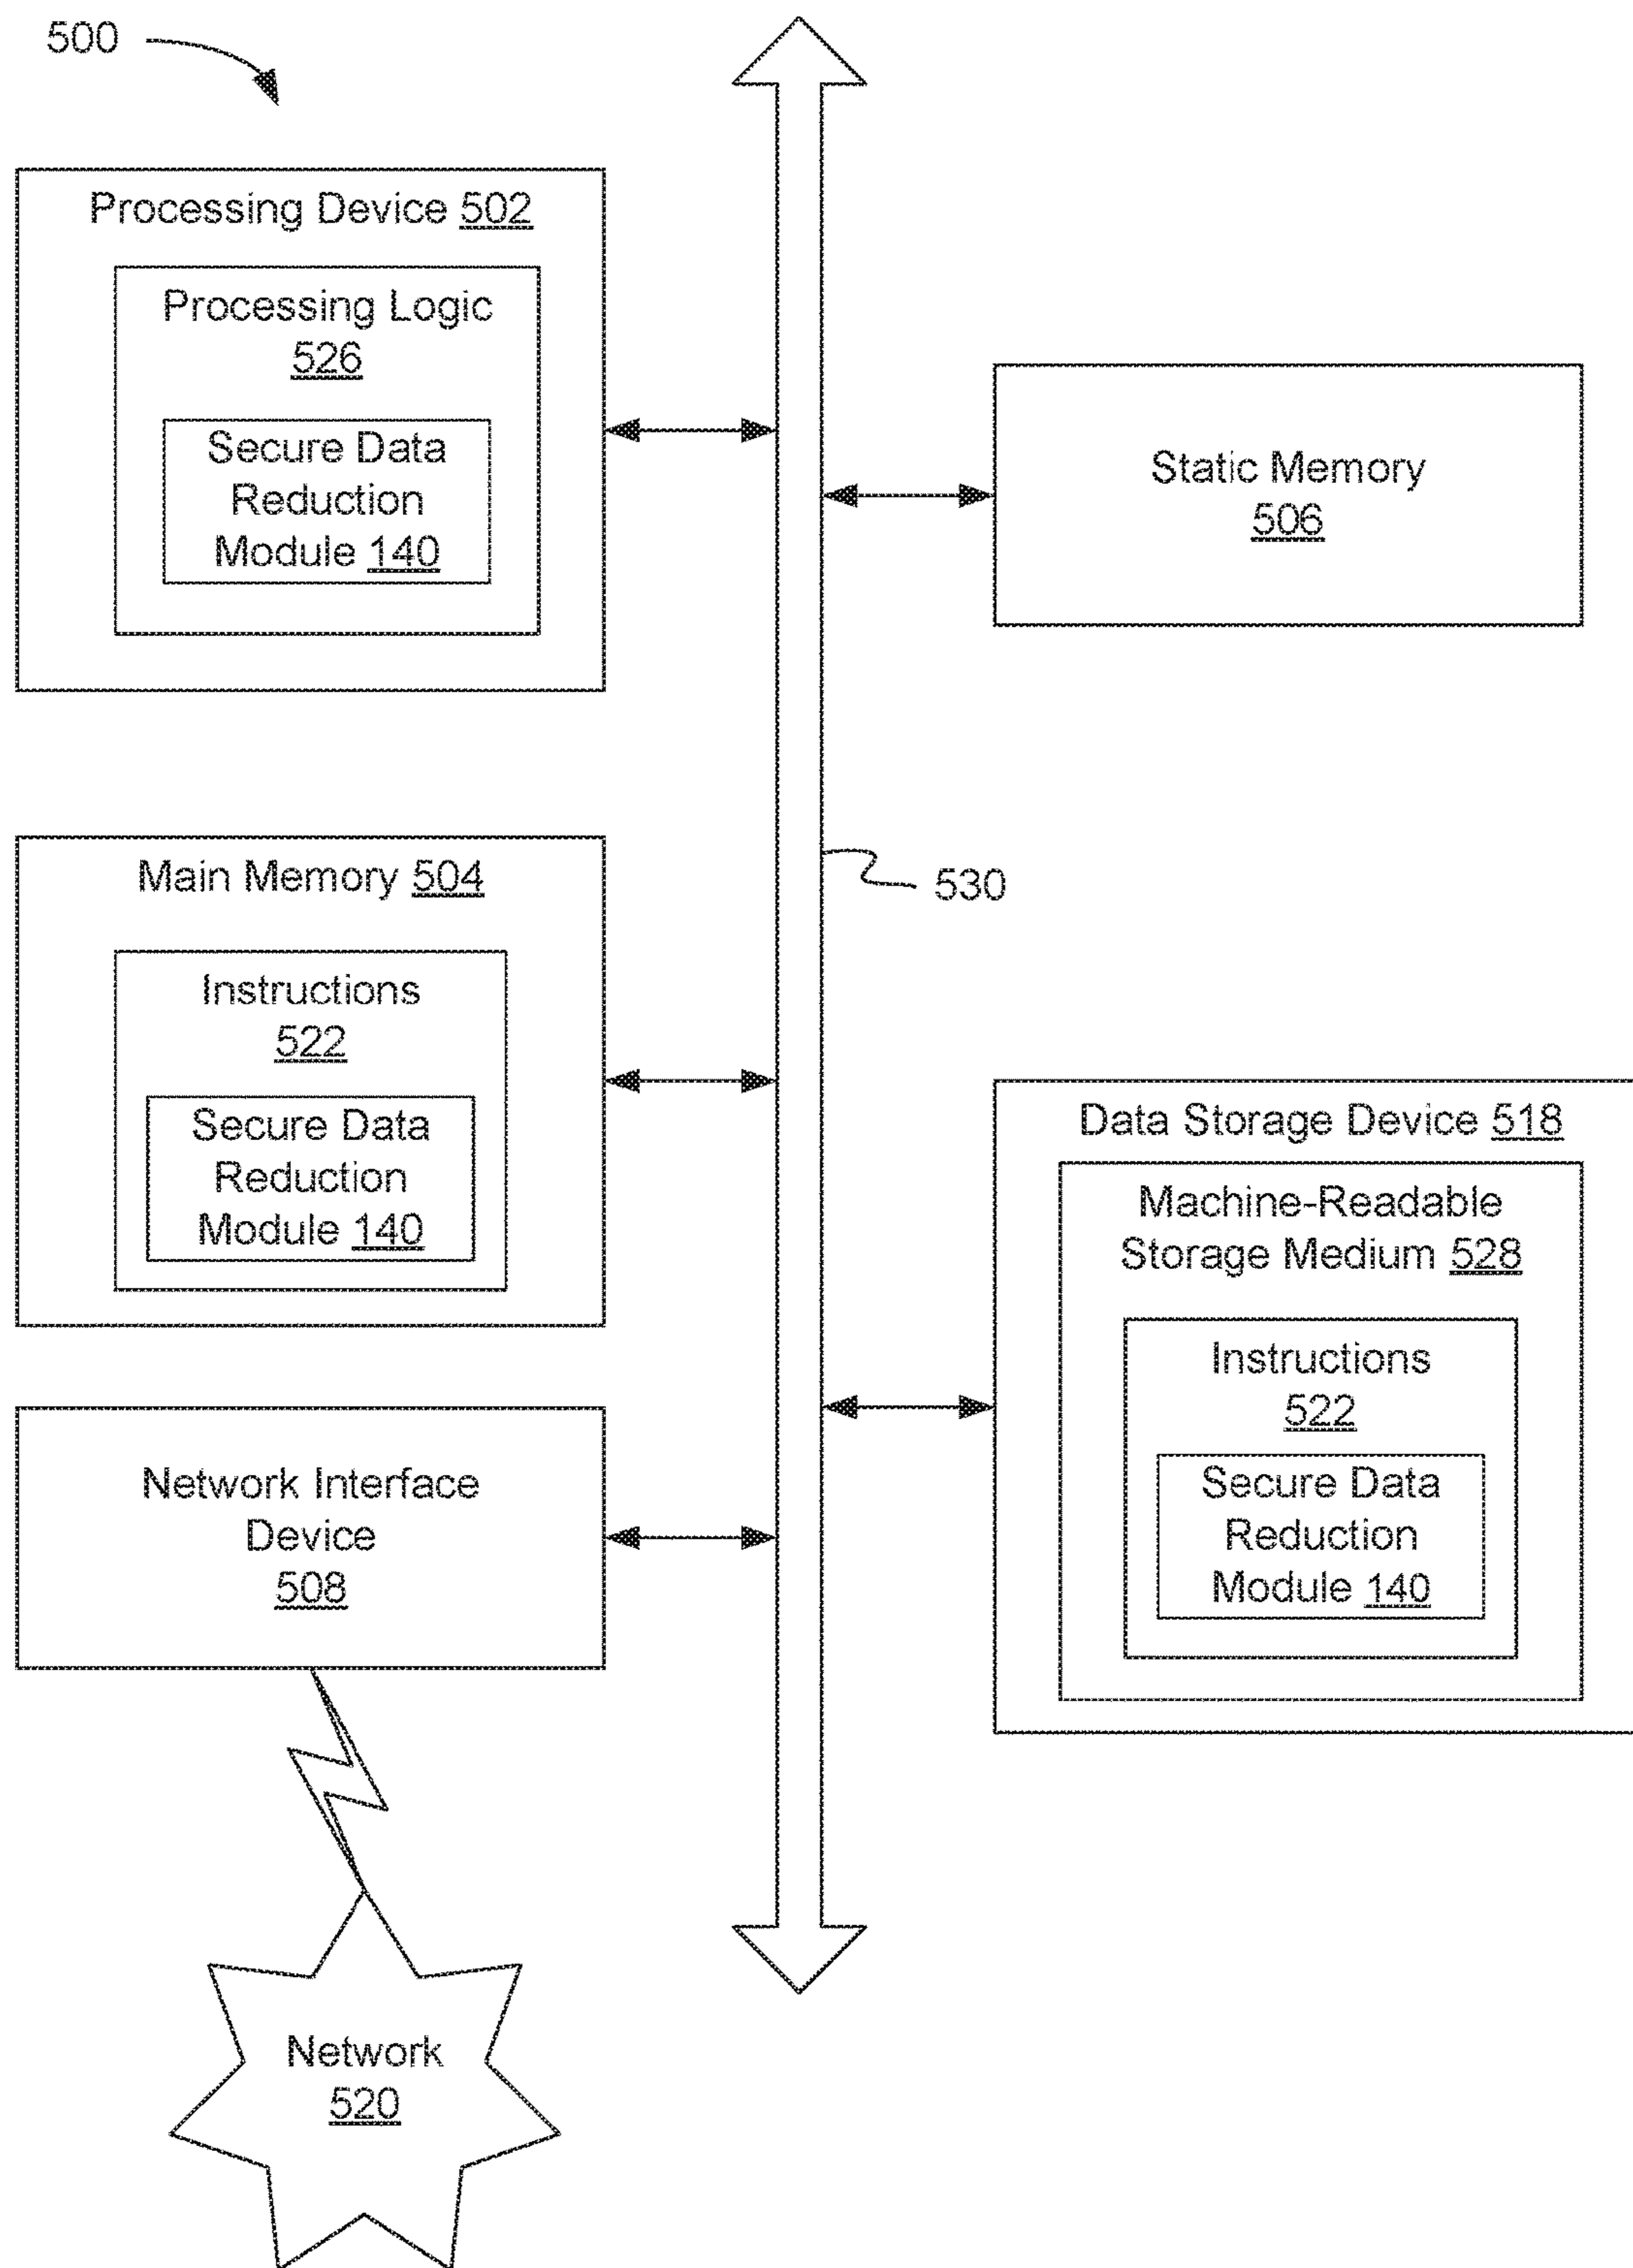 500
Processing Device 502
Processing Logic
526
Secure Data
Reduction
Module 140
Static Memory
506
Main Memory 504
530
Instructions
522
Secure Data
Reduction
Module 140
Data Storage Device 518
Machine-Readable
Storage Medium 528
Instructions
522
Secure Data
Reduction
Module 140
Network Interface
Device
508
Network
520